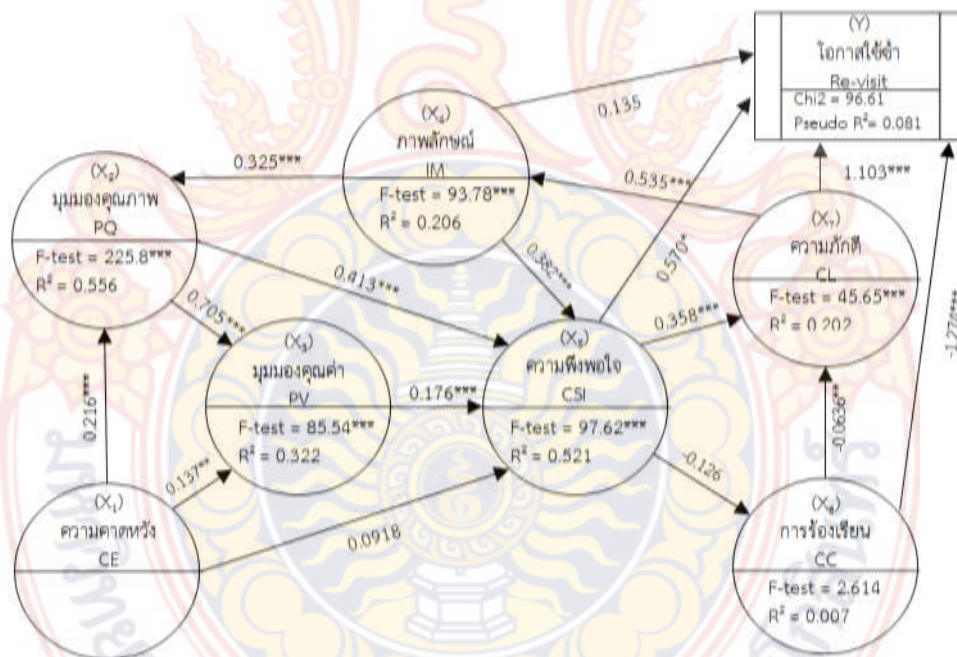 (Y)
โอกาสใช้ซ้ำ
Re-visit
Chi2 = 96.61
Pseudo R²= 0.081
0.135
(X₄)
ภาพลักษณ์
IM
F-test = 93.78***
R² = 0.206
0.325***
0.535***
1.103***
(X₂)
มุมมองคุณภาพ
PQ
F-test = 225.8***
R² = 0.556
(X₇)
ความภักดี
CL
F-test = 45.65***
R² = 0.202
0.413***
0.382***
0.570*
0.358***
0.705***
(X₃)
มุมมองคุณค่า
PV
F-test = 85.54***
R² = 0.322
0.176***
(X₅)
ความพึงพอใจ
CSI
F-test = 97.62***
R² = 0.521
0.216***
0.137**
0.0918
-0.126
-0.0636**
(X₁)
ความคาดหวัง
CE
(X₆)
การร้องเรียน
CC
F-test = 2.614
R² = 0.007